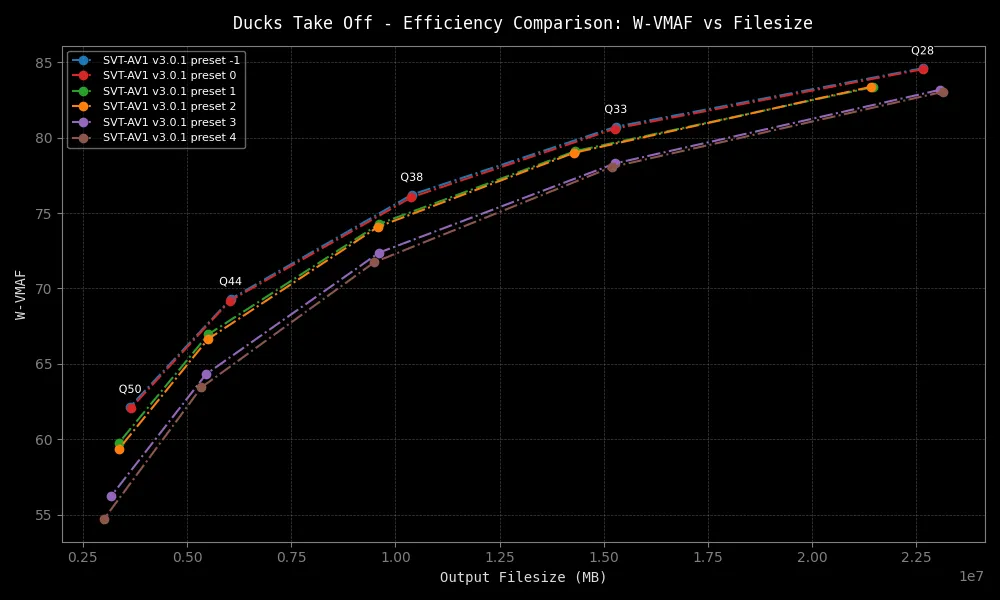 Ducks Take Off - Efficiency Comparison: W-VMAF vs Filesize
SVT-AV1 v3.0.1 preset -1
SVT-AV1 v3.0.1 preset 0
SVT-AV1 v3.0.1 preset 1
SVT-AV1 v3.0.1 preset 2
SVT-AV1 v3.0.1 preset 3
SVT-AV1 v3.0.1 preset 4
Q28
Q33
Q38
Q44
Q50
W-VMAF
85
80
75
70
65
60
55
0.25 0.50 0.75 1.00 1.25 1.50 1.75 2.00 2.25
1e7
Output Filesize (MB)